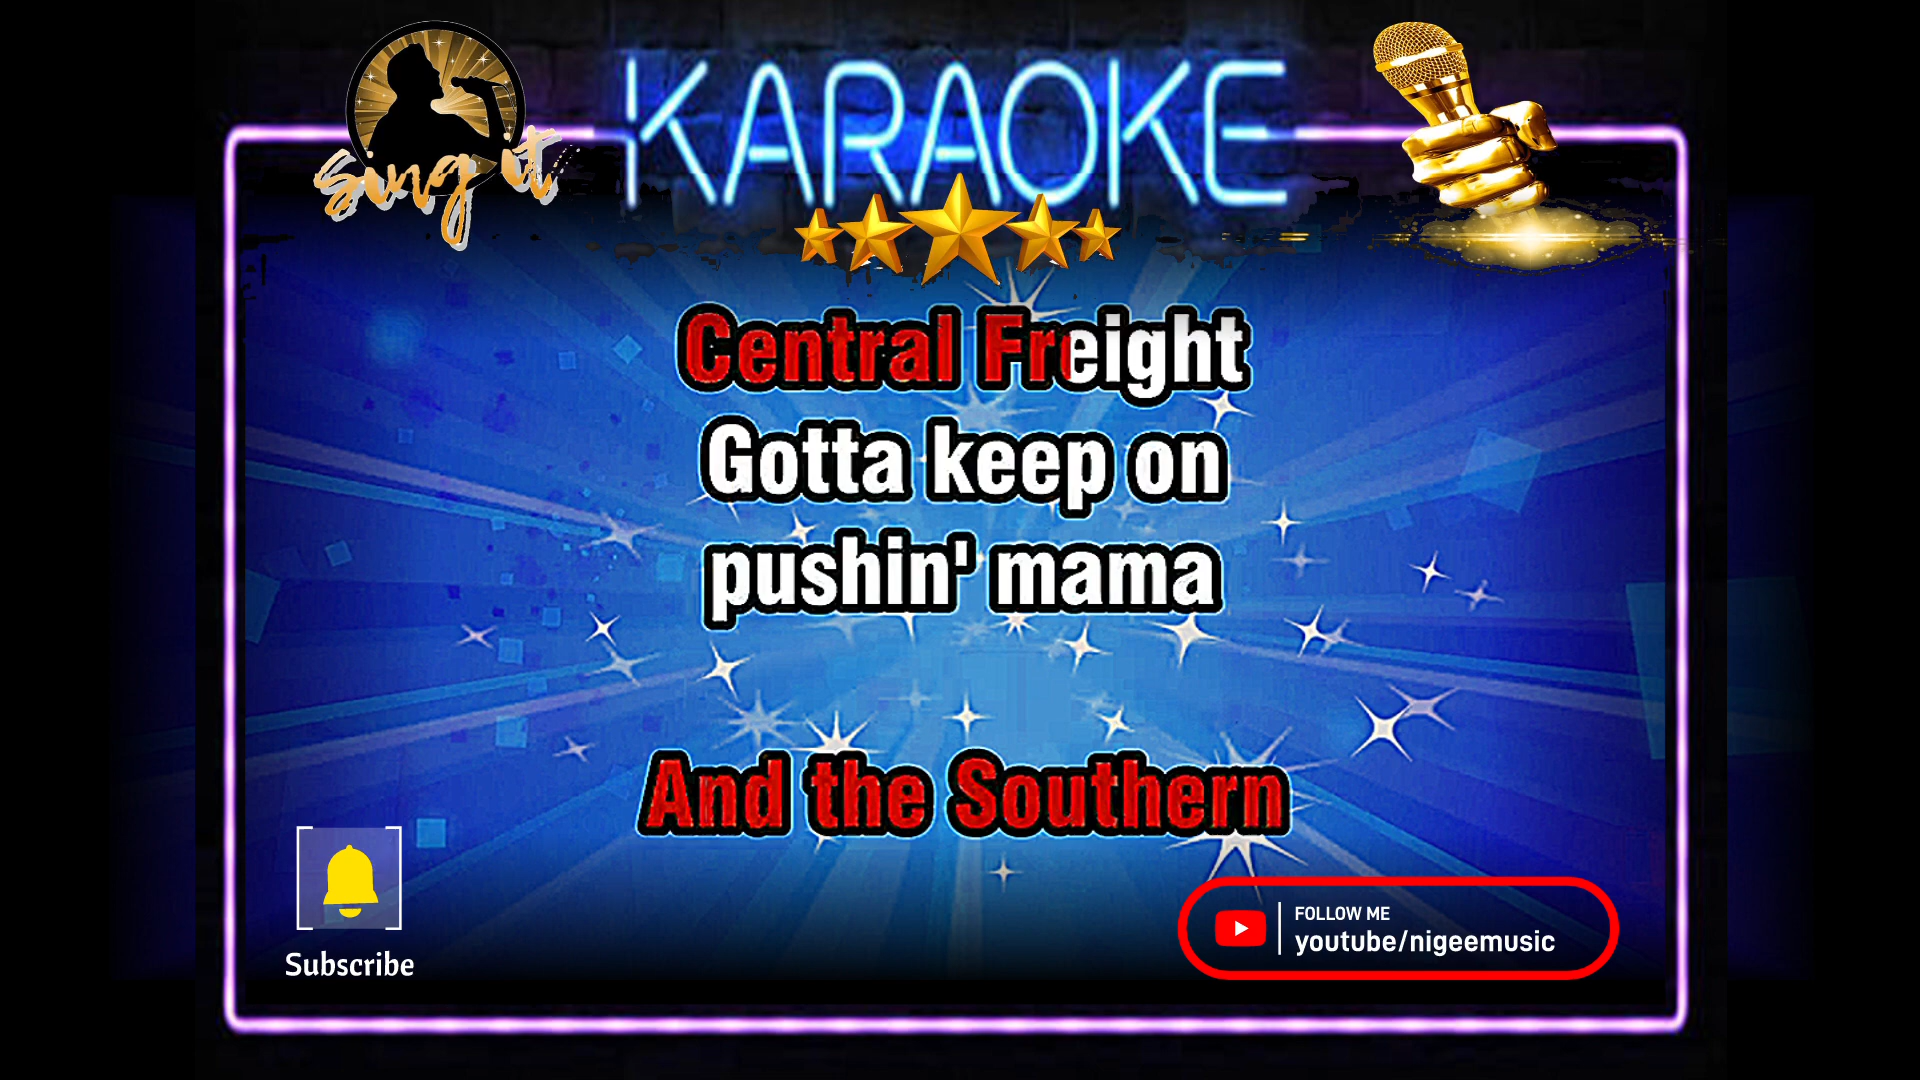 sing it
KARAOKE
Central Freight
Gotta keep on
pushin' mama
And the Southern
Subscribe
FOLLOW ME
youtube/nigeemusic